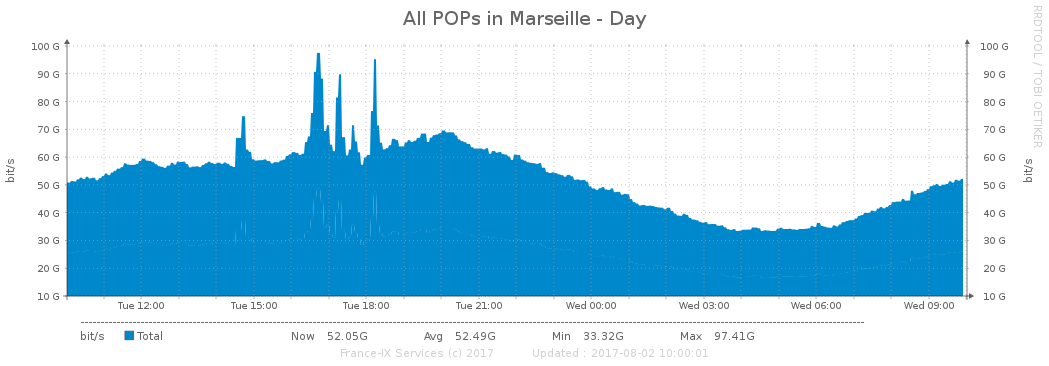 All POPs in Marseille - Day
RRDTOOL / TOBI OETIKER
bit/s
100 G 100 G
90 G 90 G
80 G 80 G
70 G 70 G
60 G 60 G
50 G 50 G
40 G 40 G
30 G 30 G
20 G 20 G
10 G 10 G
bit/s
Tue 12:00 Tue 15:00 Tue 18:00 Tue 21:00 Wed 00:00 Wed 03:00 Wed 06:00 Wed 09:00
bit/s Total Now 52.05G Avg 52.49G Min 33.32G Max 97.41G
France-IX Services (c) 2017 Updated : 2017-08-02 10:00:01